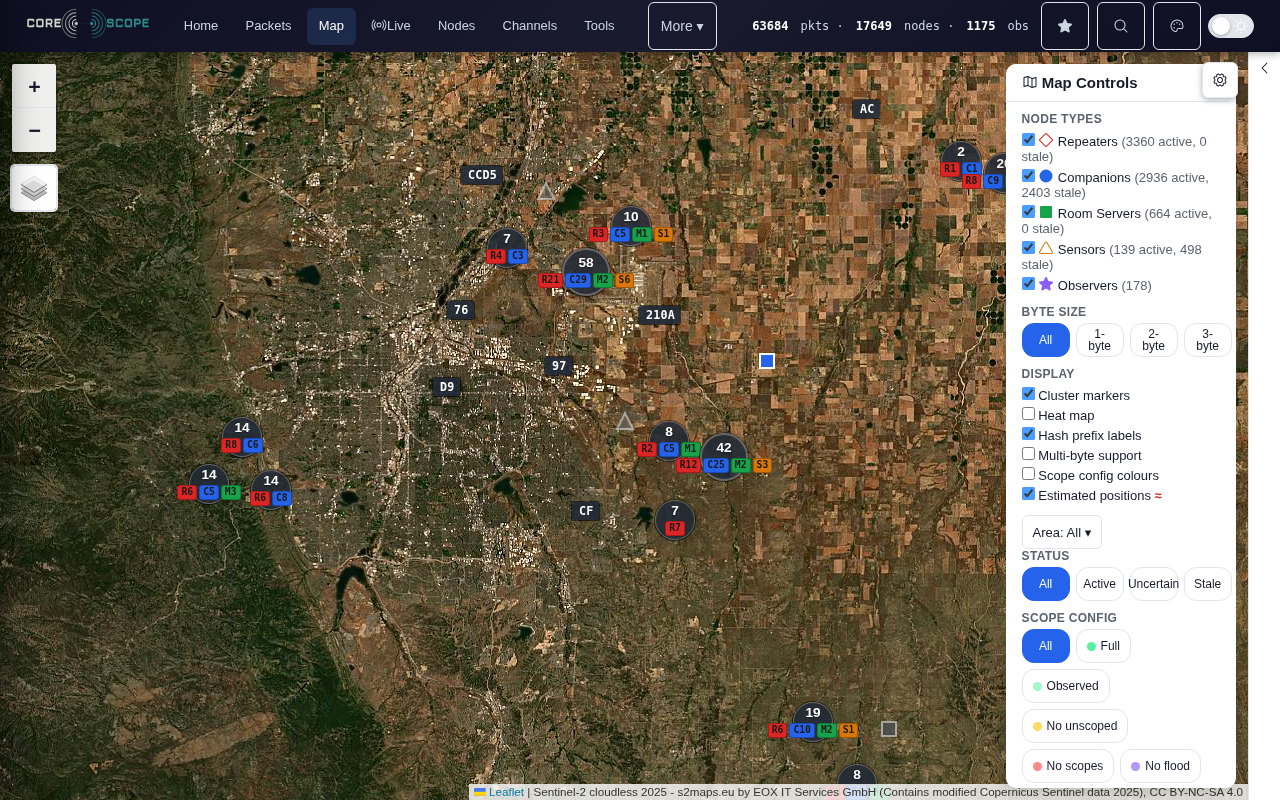 CORE SCOPE Home Packets Map Live Nodes Channels Tools More ▾ 63684 pkts · 17649 nodes · 1175 obs
+
−
Map Controls
NODE TYPES
Repeaters (3360 active, 0
stale)
Companions (2936 active,
2403 stale)
Room Servers (664 active,
0 stale)
Sensors (139 active, 498
stale)
Observers (178)
BYTE SIZE
All 1-byte 2-byte 3-byte
DISPLAY
Cluster markers
Heat map
Hash prefix labels
Multi-byte support
Scope config colours
Estimated positions ≈
Area: All ▾
STATUS
All Active Uncertain Stale
SCOPE CONFIG
All Full
Observed
No unscoped
No scopes No flood
AC
2
R1 C1
R8 C9
CCD5
10
R3 C5 M1 S1
7
R4 C3
58
R21 C29 M2 S6
76
210A
97
D9
14
R8 C6
8
R2 C5 M1
42
R12 C25 M2 S3
14
R6 C5 M3
14
R6 C8
CF
7
R7
19
R6 C10 M2 S1
8
Leaflet | Sentinel-2 cloudless 2025 - s2maps.eu by EOX IT Services GmbH (Contains modified Copernicus Sentinel data 2025), CC BY-NC-SA 4.0